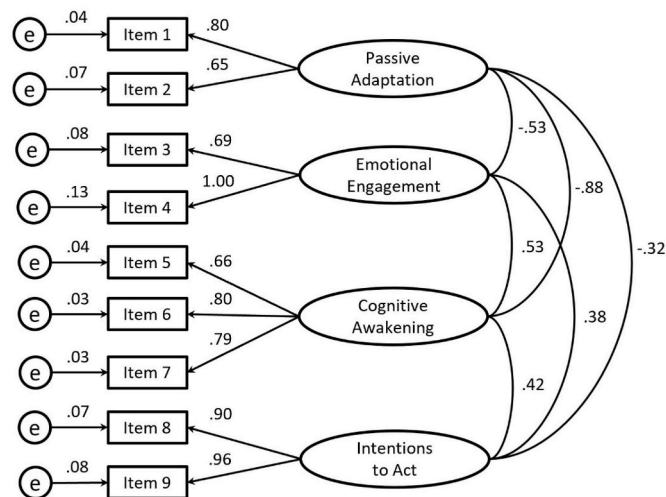 .04
e
Item 1
.80
.07
e
Item 2
.65
Passive
Adaptation
-.53
.08
e
Item 3
.69
.13
e
Item 4
1.00
Emotional
Engagement
-.88
.53
-.32
.04
e
Item 5
.66
.03
e
Item 6
.80
.03
e
Item 7
.79
Cognitive
Awakening
.38
.42
.07
e
Item 8
.90
.08
e
Item 9
.96
Intentions
to Act